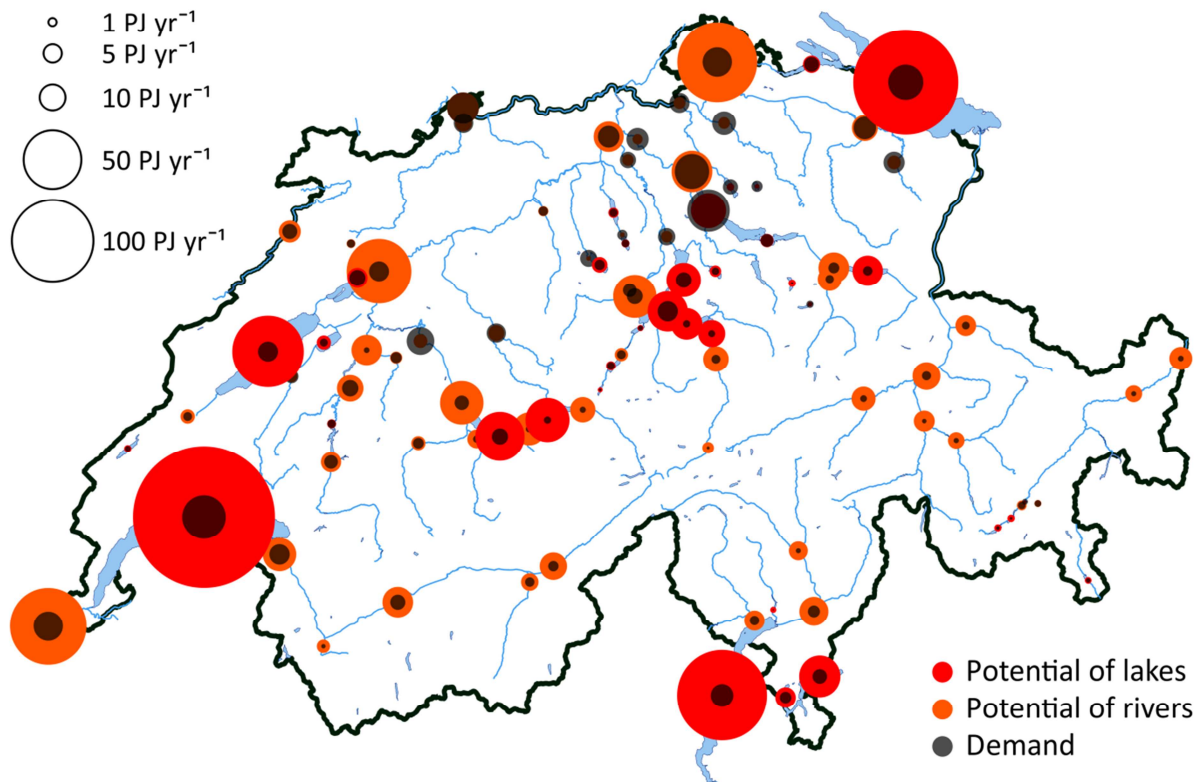 1 PJ yr⁻¹
5 PJ yr⁻¹
10 PJ yr⁻¹
50 PJ yr⁻¹
100 PJ yr⁻¹
Potential of lakes
Potential of rivers
Demand